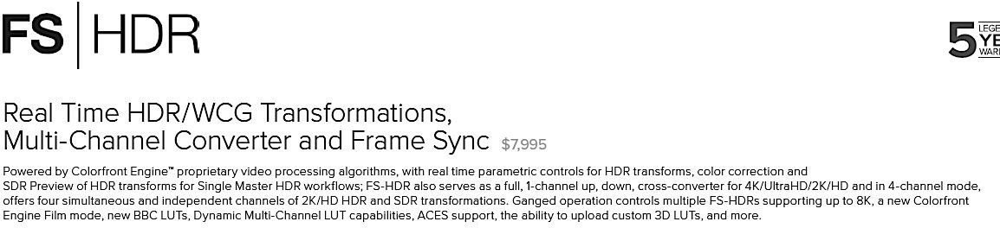 FS|HDR
5
Real Time HDR/WCG Transformations,
Multi-Channel Converter and Frame Sync $7,995
Powered by Colorfront Engine™ proprietary video processing algorithms, with real time parametric controls for HDR transforms, color correction and
SDR Preview of HDR transforms for Single Master HDR workflows; FS-HDR also serves as a full, 1-channel up, down, cross-converter for 4K/UltraHD/2K/HD and in 4-channel mode,
offers four simultaneous and independent channels of 2K/HD HDR and SDR transformations. Ganged operation controls multiple FS-HDRs supporting up to 8K, a new Colorfront
Engine Film mode, new BBC LUTs, Dynamic Multi-Channel LUT capabilities, ACES support, the ability to upload custom 3D LUTs, and more.